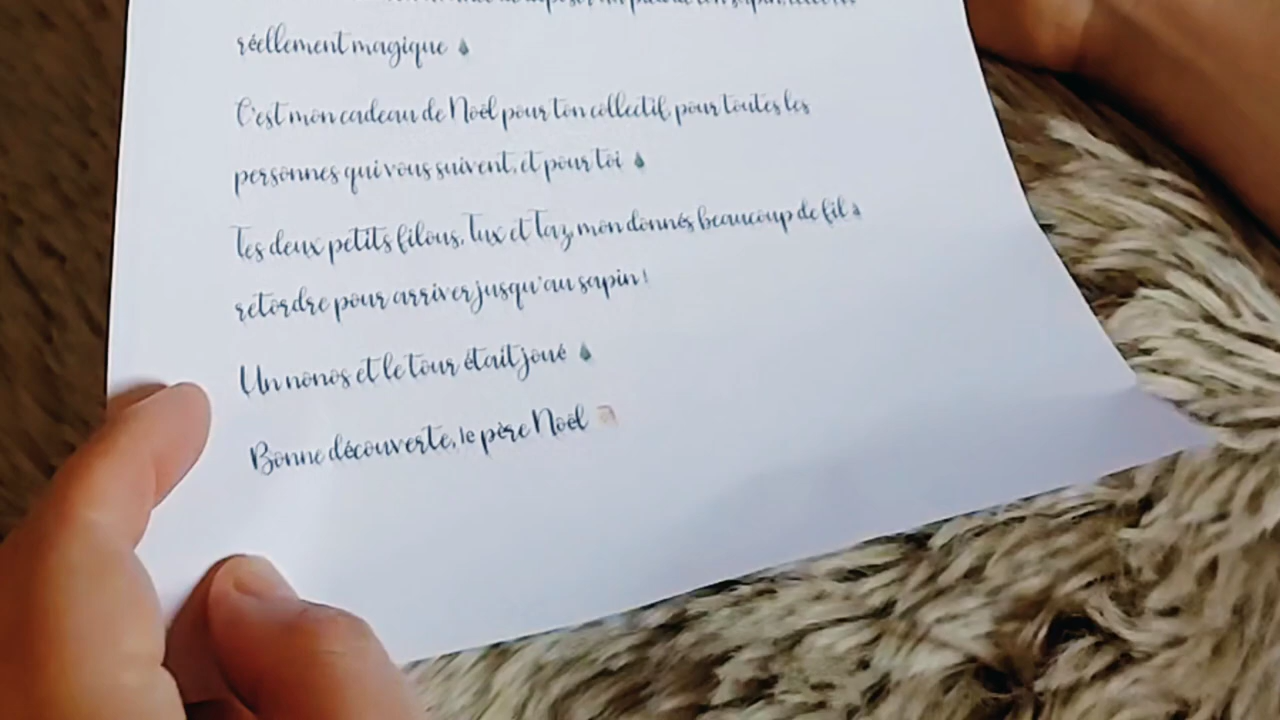 réellement magique
C'est mon cadeau de Noël pour ton collectif, pour toutes les
personnes qui vous suivent, et pour toi
Tes deux petits filous, Tux et Taz, mon donnés beaucoup de fil à
retordre pour arriver jusqu'au sapin !
Un nonos et le tour était joué
Bonne découverte, le père Noël